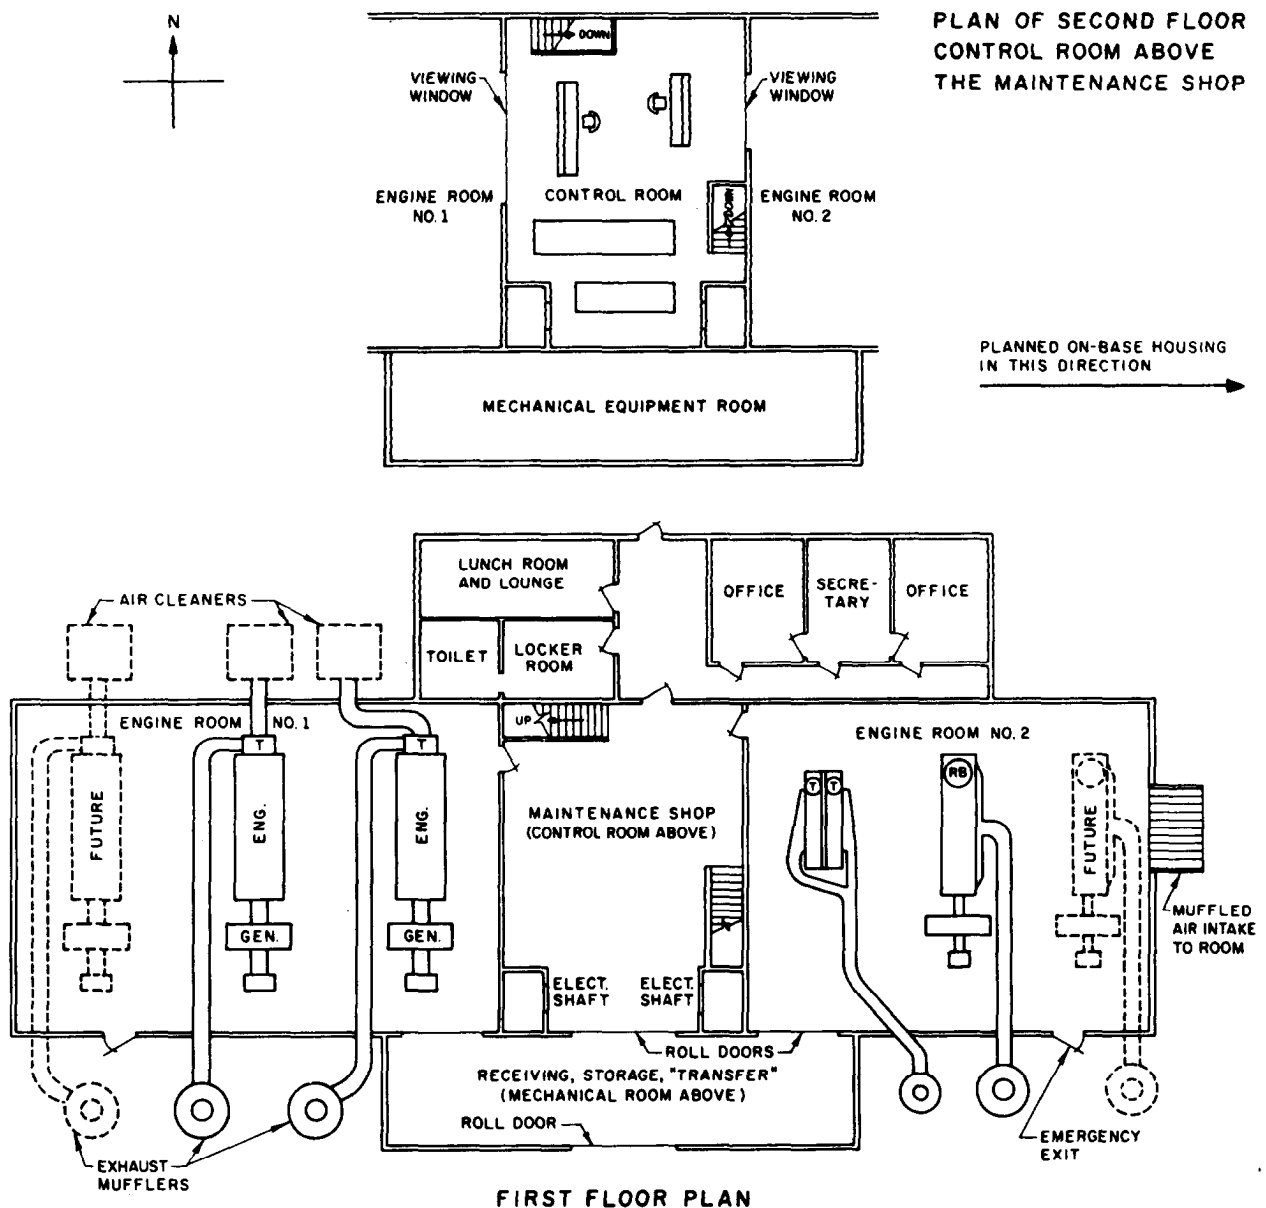 N
PLAN OF SECOND FLOOR
CONTROL ROOM ABOVE
THE MAINTENANCE SHOP
DOWN
VIEWING
WINDOW
VIEWING
WINDOW
ENGINE ROOM
NO. 1
CONTROL ROOM
DOWN
ENGINE ROOM
NO. 2
PLANNED ON-BASE HOUSING
IN THIS DIRECTION
MECHANICAL EQUIPMENT ROOM
LUNCH ROOM
AND LOUNGE
OFFICE
SECRE-
TARY
OFFICE
AIR CLEANERS
TOILET
LOCKER
ROOM
ENGINE ROOM NO. 1
UP
ENGINE ROOM NO. 2
T
T
T
T
RB
FUTURE
ENG.
ENG.
MAINTENANCE SHOP
(CONTROL ROOM ABOVE)
FUTURE
MUFFLED
AIR INTAKE
TO ROOM
GEN.
GEN.
ELECT.
SHAFT
ELECT.
SHAFT
ROLL DOORS
RECEIVING, STORAGE, "TRANSFER"
(MECHANICAL ROOM ABOVE)
ROLL DOOR
EXHAUST
MUFFLERS
EMERGENCY
EXIT
FIRST FLOOR PLAN